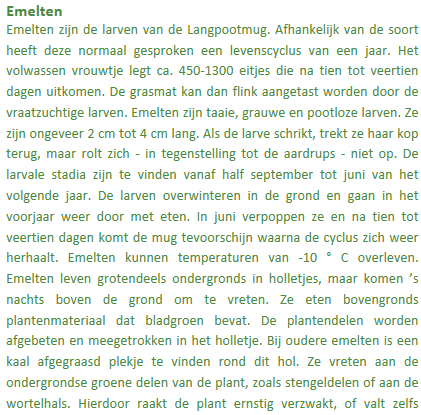 Emelten
Emelten zijn de larven van de Langpootmug. Afhankelijk van de soort
heeft deze normaal gesproken een levenscyclus van een jaar. Het
volwassen vrouwtje legt ca. 450-1300 eitjes die na tien tot veertien
dagen uitkomen. De grasmat kan dan flink aangetast worden door de
vraatzuchtige larven. Emelten zijn taaie, grauwe en pootloze larven. Ze
zijn ongeveer 2 cm tot 4 cm lang. Als de larve schrikt, trekt ze haar kop
terug, maar rolt zich - in tegenstelling tot de aardrups - niet op. De
larvale stadia zijn te vinden vanaf half september tot juni van het
volgende jaar. De larven overwinteren in de grond en gaan in het
voorjaar weer door met eten. In juni verpoppen ze en na tien tot
veertien dagen komt de mug tevoorschijn waarna de cyclus zich weer
herhaalt. Emelten kunnen temperaturen van -10 ° C overleven.
Emelten leven grotendeels ondergronds in holletjes, maar komen ’s
nachts boven de grond om te vreten. Ze eten bovengronds
plantenmateriaal dat bladgroen bevat. De plantendelen worden
afgebeten en meegetrokken in het holletje. Bij oudere emelten is een
kaal afgegraasd plekje te vinden rond dit hol. Ze vreten aan de
ondergrondse groene delen van de plant, zoals stengeldelen of aan de
wortelhals. Hierdoor raakt de plant ernstig verzwakt, of valt zelfs